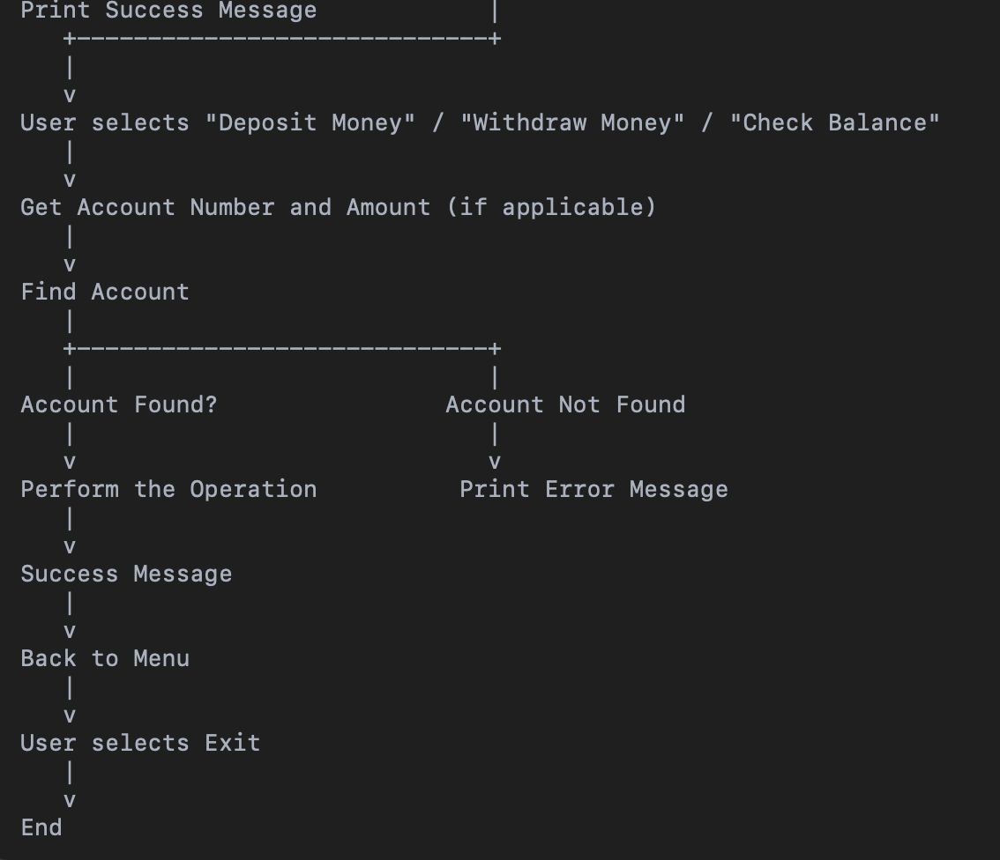 Print Success Message                         |
   +-----------------------------+
   |
   v
User selects "Deposit Money" / "Withdraw Money" / "Check Balance"
   |
   v
Get Account Number and Amount (if applicable)
   |
   v
Find Account
   |
   +-----------------------------+
   |                             |
Account Found?                Account Not Found
   |                             |
   v                             v
Perform the Operation          Print Error Message
   |
   v
Success Message
   |
   v
Back to Menu
   |
   v
User selects Exit
   |
   v
End